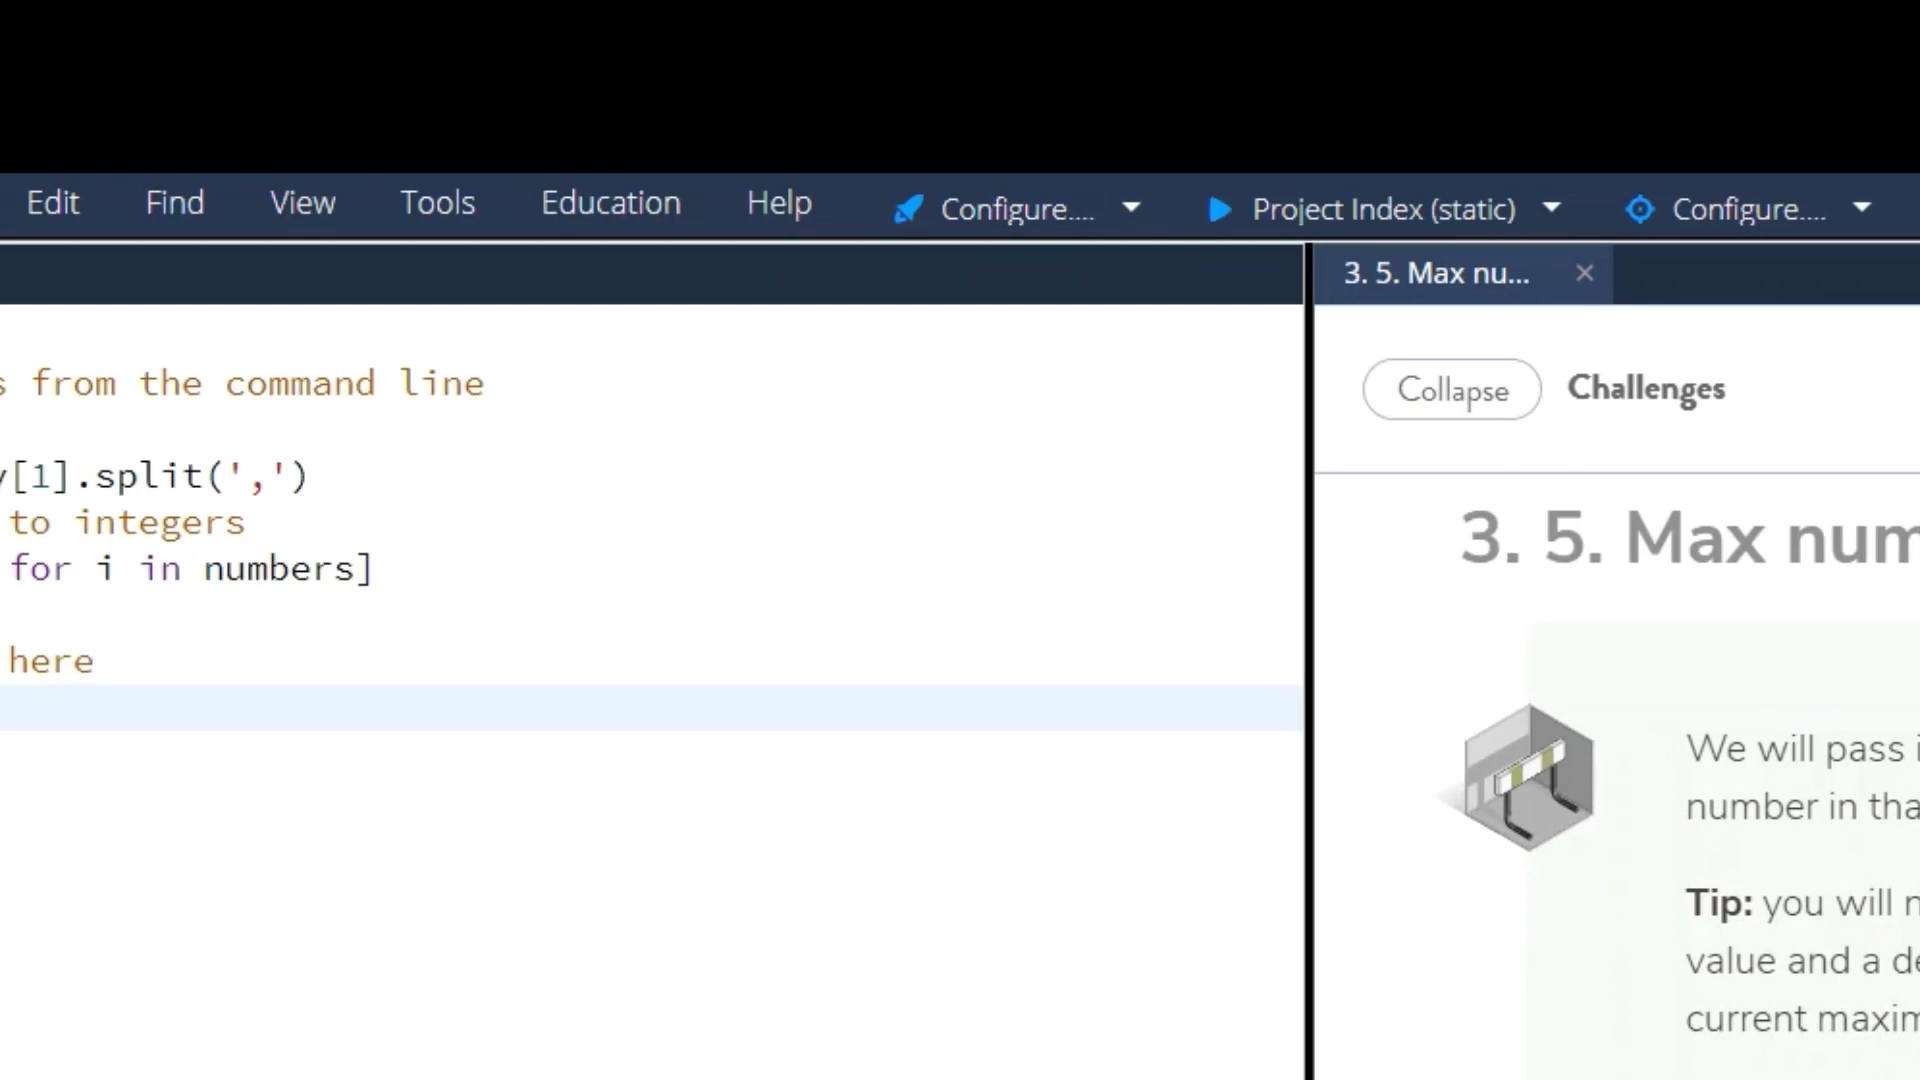 Edit Find View Tools Education Help Configure.... Project Index (static) Configure....
3. 5. Max nu...
from the command line
[1].split(',')
to integers
for i in numbers]
here
Collapse Challenges
3. 5. Max num
We will pass
number in tha
Tip: you will
value and a de
current maxim